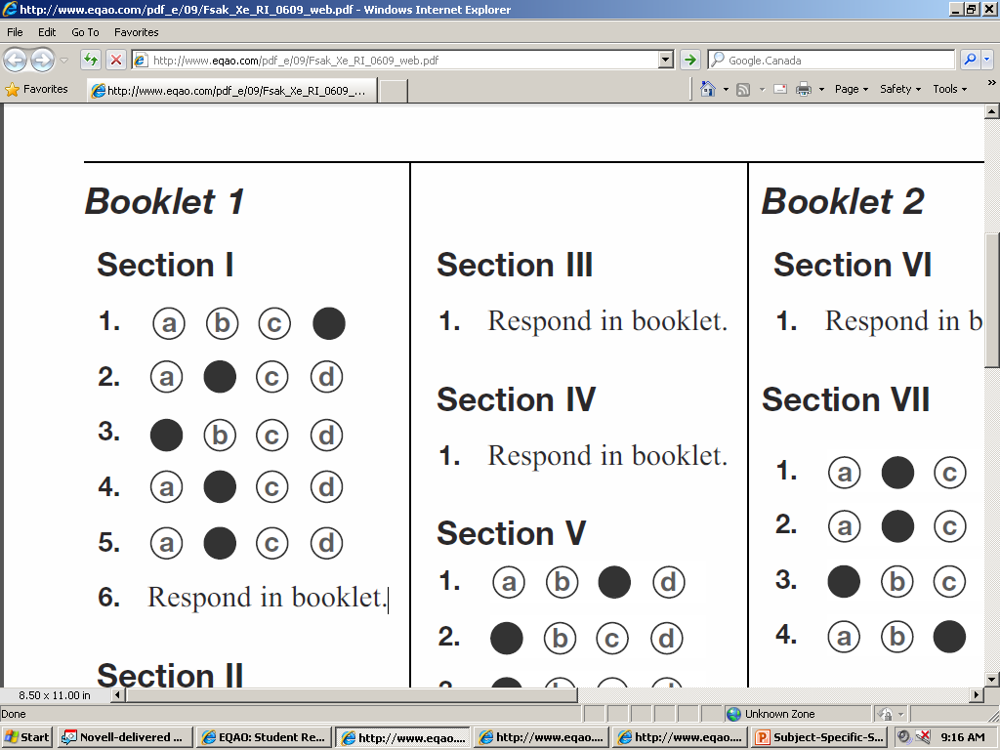 http://www.eqao.com/pdf_e/09/Fsak_Xe_RI_0609_web.pdf - Windows Internet Explorer
File Edit Go To Favorites
http://www.eqao.com/pdf_e/09/Fsak_Xe_RI_0609_web.pdf
Google.Canada
Favorites
http://www.eqao.com/pdf_e/09/Fsak_Xe_RI_0609_...
Page Safety Tools »
Booklet 1
Section I
1. a b c
2. a c d
3. b c d
4. a c d
5. a c d
6. Respond in booklet.
Section II
Section III
1. Respond in booklet.
Section IV
1. Respond in booklet.
Section V
1. a b d
2. b c d
Booklet 2
Section VI
1. Respond in b
Section VII
1. a c
2. a c
3. b c
4. a b
8.50 x 11.00 in
Done
Unknown Zone
Start
Novell-delivered ...
EQAO: Student Re...
http://www.eqao....
http://www.eqao....
http://www.eqao....
Subject-Specific-S...
9:16 AM